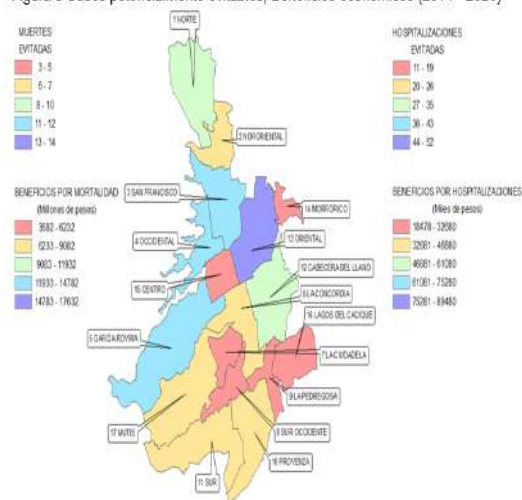 MUERTES
EVITADAS
3 - 5
6 - 7
8 - 10
11 - 12
13 - 14
HOSPITALIZACIONES
EVITADAS
11 - 19
20 - 26
27 - 35
36 - 43
44 - 52
1 NORTE
2 NORORIENTAL
3 SAN FRANCISCO
14 MORRORICO
4 OCCIDENTAL
13 ORIENTAL
15 CENTRO
12 CABECERA DEL LLANO
6 LA CONCORDIA
16 LAGOS DEL CACIQUE
5 GARCIA ROVIRA
7 LA CIUDADELA
9 LA PEDREGOSA
17 MUTIS
8 SUR OCCIDENTE
10 PROVENZA
11 SUR
BENEFICIOS POR MORTALIDAD
(Millones de pesos)
3682 - 6232
6233 - 9082
9083 - 11932
11933 - 14782
14783 - 17632
BENEFICIOS POR HOSPITALIZACIONES
(Miles de pesos)
18478 - 32680
32681 - 46880
46881 - 61080
61081 - 75280
75281 - 89480